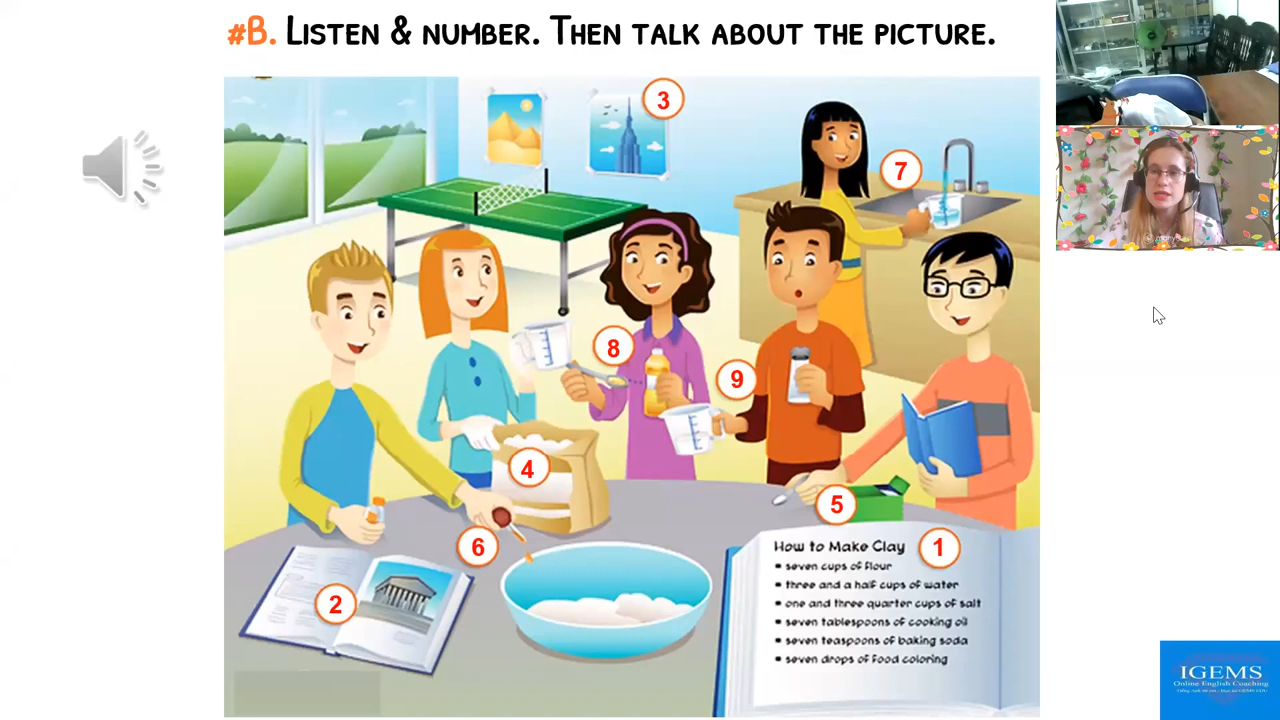 #B. Listen & number. Then talk about the picture.
3
7
8
9
4
5
6
How to Make Clay 1
▪ seven cups of flour
▪ three and a half cups of water
▪ one and three quarter cups of salt
▪ seven tablespoons of cooking oil
▪ seven teaspoons of baking soda
▪ seven drops of food coloring
2
IGEMS
Online English Coaching